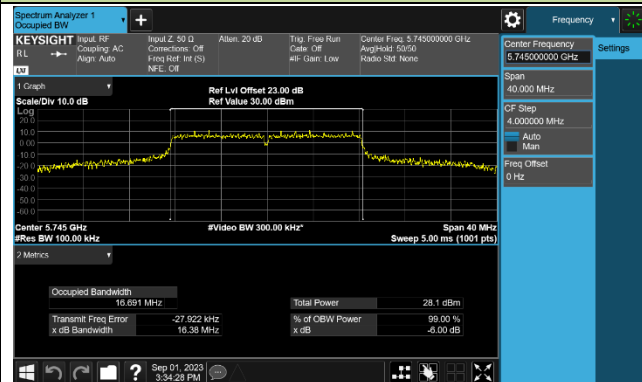 Spectrum Analyzer 1
Occupied BW
Frequency
KEYSIGHT Input: RF Input Z: 50 Ω Atten: 20 dB Trig: Free Run Center Freq: 5.745000000 GHz
RL Coupling: AC Corrections: Off Gate: Off Avg|Hold: 50/50
Align: Auto Freq Ref: Int (S) #IF Gain: Low Radio Std: None
NFE: Off
LXI
Center Frequency
5.745000000 GHz
Settings
Span
40.000 MHz
CF Step
4.000000 MHz
Auto
Man
Freq Offset
0 Hz
1 Graph
Ref Lvl Offset 23.00 dB
Scale/Div 10.0 dB Ref Value 30.00 dBm
Log
20.0
10.0
0.00
-10.0
-20.0
-30.0
-40.0
-50.0
-60.0
Center 5.745 GHz #Video BW 300.00 kHz* Span 40 MHz
#Res BW 100.00 kHz Sweep 5.00 ms (1001 pts)
2 Metrics
Occupied Bandwidth
16.691 MHz Total Power 28.1 dBm
Transmit Freq Error -27.922 kHz % of OBW Power 99.00 %
x dB Bandwidth 16.38 MHz x dB -6.00 dB
Sep 01, 2023
3:34:28 PM